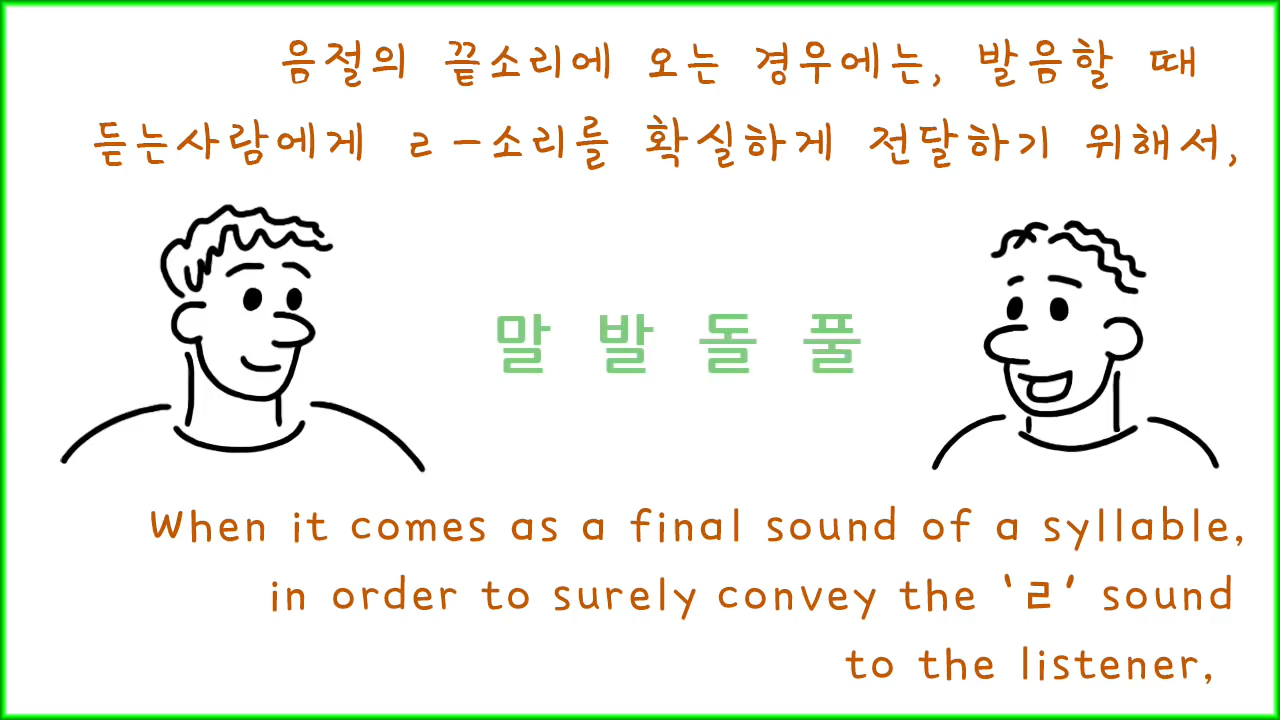 음절의 끝소리에 오는 경우에는, 발음할 때
듣는사람에게 ㄹ-소리를 확실하게 전달하기 위해서,
말 발 돌 풀
When it comes as a final sound of a syllable,
in order to surely convey the ‘ㄹ’ sound
to the listener,